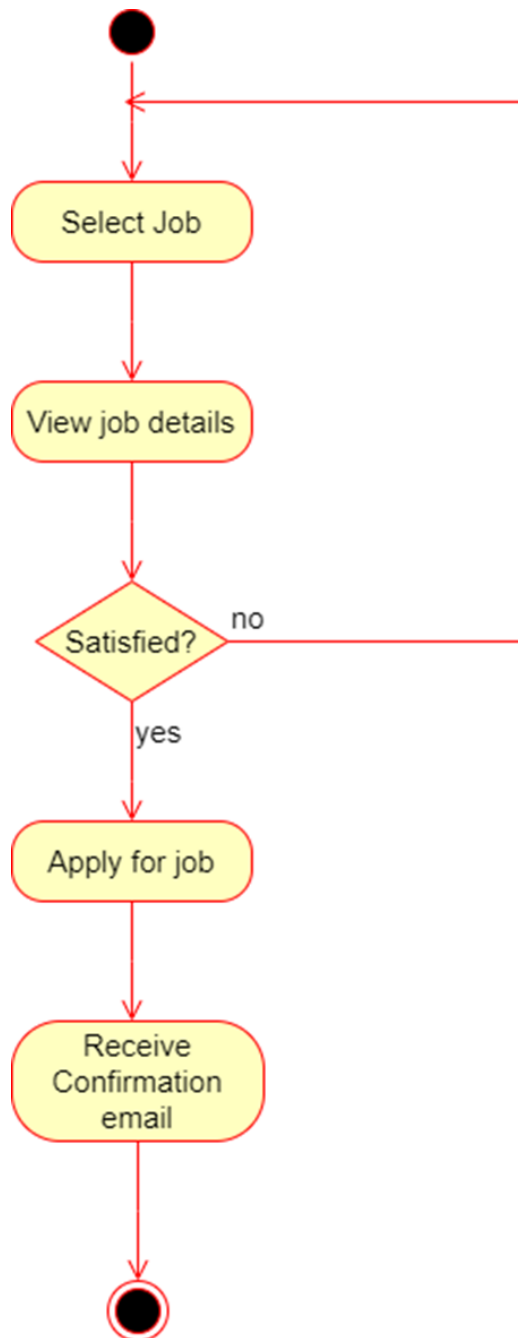 Select Job
View job details
Satisfied?
no
yes
Apply for job
Receive
Confirmation
email